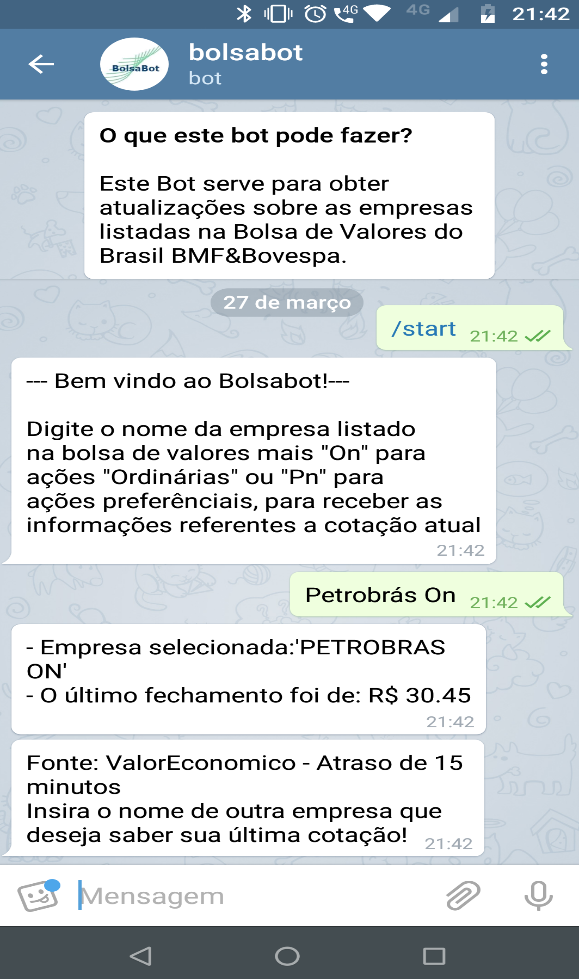 4G 4G 21:42
BolsaBot
bolsabot
bot
O que este bot pode fazer?
Este Bot serve para obter
atualizações sobre as empresas
listadas na Bolsa de Valores do
Brasil BMF&Bovespa.
27 de março
/start 21:42
--- Bem vindo ao Bolsabot!---
Digite o nome da empresa listado
na bolsa de valores mais "On" para
ações "Ordinárias" ou "Pn" para
ações preferênciais, para receber as
informações referentes a cotação atual
21:42
Petrobrás On 21:42
- Empresa selecionada:'PETROBRAS
ON'
- O último fechamento foi de: R$ 30.45
21:42
Fonte: ValorEconomico - Atraso de 15
minutos
Insira o nome de outra empresa que
deseja saber sua última cotação! 21:42
Mensagem